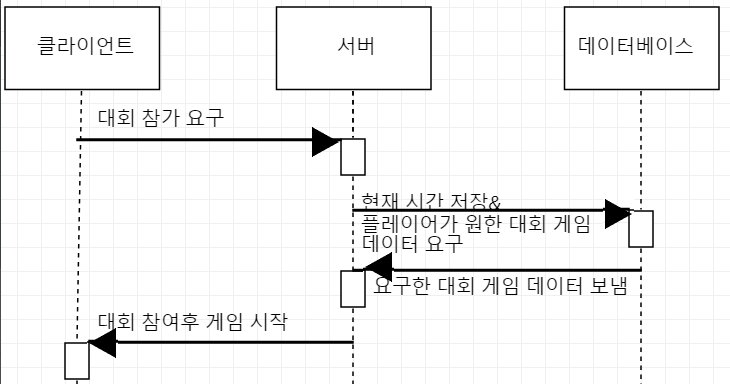 클라이언트
서버
데이터베이스
대회 참가 요구
현재 시간 저장&
플레이어가 원한 대회 게임
데이터 요구
요구한 대회 게임 데이터 보냄
대회 참여후 게임 시작